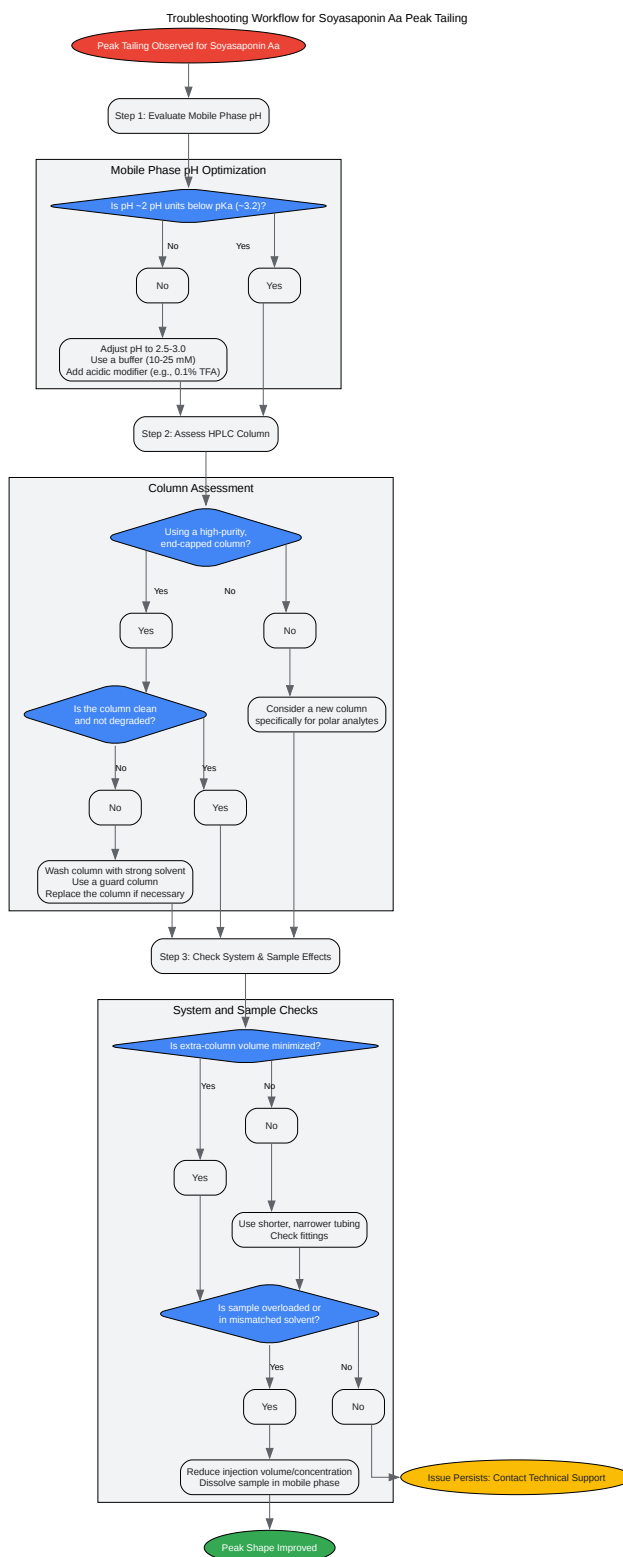 Troubleshooting Workflow for Soyasaponin Aa Peak Tailing
Peak Tailing Observed for Soyasaponin Aa
Step 1: Evaluate Mobile Phase pH
Mobile Phase pH Optimization
Is pH ~2 pH units below pKa (~3.2)?
No
Yes
No
Yes
Adjust pH to 2.5-3.0
Use a buffer (10-25 mM)
Add acidic modifier (e.g., 0.1% TFA)
Step 2: Assess HPLC Column
Column Assessment
Using a high-purity,
end-capped column?
Yes
No
Yes
No
Is the column clean
and not degraded?
Consider a new column
specifically for polar analytes
No
Yes
No
Yes
Wash column with strong solvent
Use a guard column
Replace the column if necessary
Step 3: Check System & Sample Effects
System and Sample Checks
Is extra-column volume minimized?
Yes
No
No
Yes
Use shorter, narrower tubing
Check fittings
Is sample overloaded or
in mismatched solvent?
Yes
No
Yes
No
Reduce injection volume/concentration
Dissolve sample in mobile phase
Issue Persists: Contact Technical Support
Peak Shape Improved